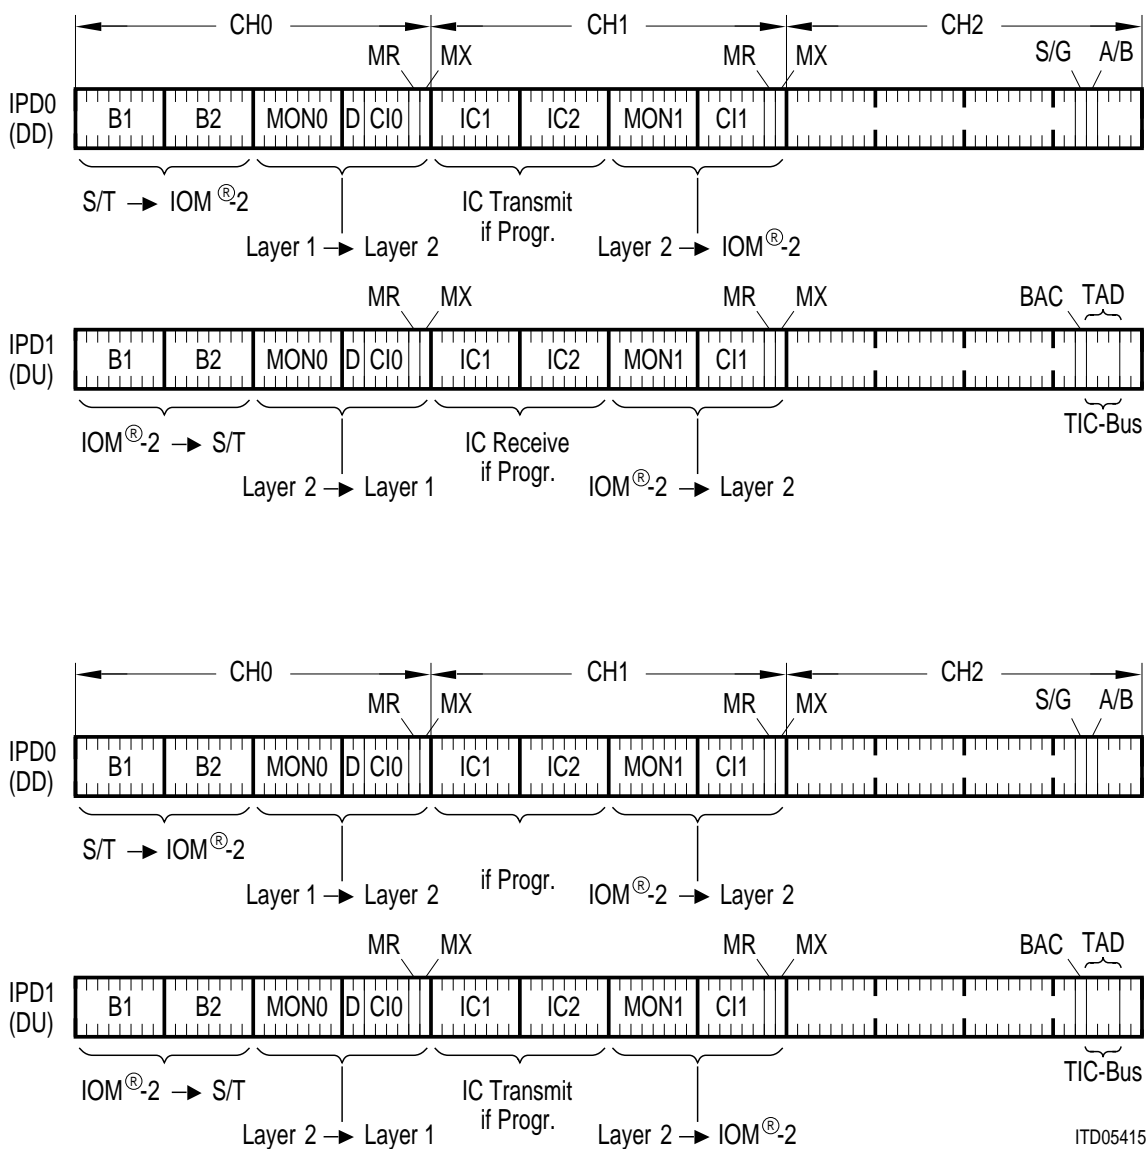 CH0 CH1 CH2
MR MX MR MX S/G A/B
IPD0
(DD)
B1 B2 MON0 D CI0 IC1 IC2 MON1 CI1
S/T → IOM®-2
IC Transmit
if Progr.
Layer 1 → Layer 2
Layer 2 → IOM®-2
MR MX MR MX BAC TAD
IPD1
(DU)
B1 B2 MON0 D CI0 IC1 IC2 MON1 CI1
IOM®-2 → S/T
IC Receive
if Progr.
TIC-Bus
Layer 2 → Layer 1
IOM®-2 → Layer 2
CH0 CH1 CH2
MR MX MR MX S/G A/B
IPD0
(DD)
B1 B2 MON0 D CI0 IC1 IC2 MON1 CI1
S/T → IOM®-2
Layer 1 → Layer 2
if Progr.
IOM®-2 → Layer 2
MR MX MR MX BAC TAD
IPD1
(DU)
B1 B2 MON0 D CI0 IC1 IC2 MON1 CI1
IOM®-2 → S/T
IC Transmit
if Progr.
TIC-Bus
Layer 2 → Layer 1
Layer 2 → IOM®-2
ITD05415